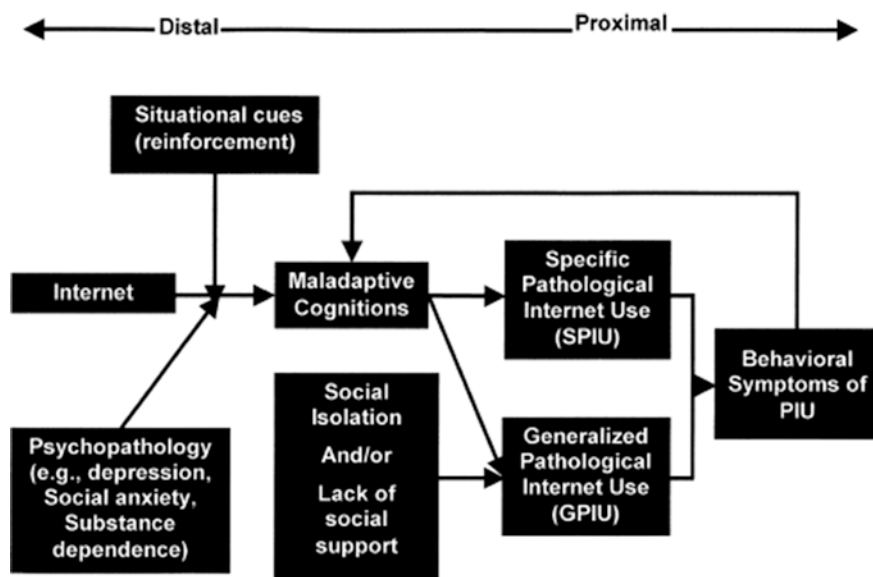 Distal
Proximal
Situational cues
(reinforcement)
Internet
Maladaptive
Cognitions
Specific
Pathological
Internet Use
(SPIU)
Behavioral
Symptoms of
PIU
Psychopathology
(e.g., depression,
Social anxiety,
Substance
dependence)
Social
Isolation
And/or
Lack of
social
support
Generalized
Pathological
Internet Use
(GPIU)